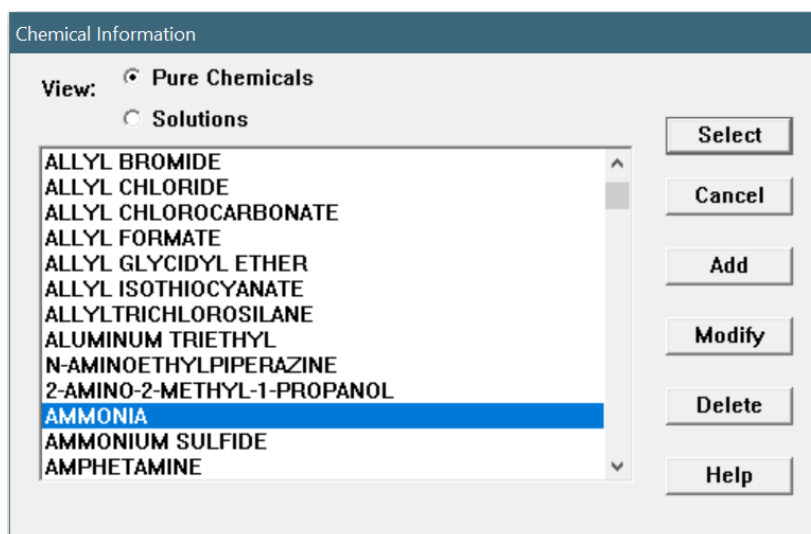 Chemical Information
View:
Pure Chemicals
Solutions
ALLYL BROMIDE
ALLYL CHLORIDE
ALLYL CHLOROCARBONATE
ALLYL FORMATE
ALLYL GLYCIDYL ETHER
ALLYL ISOTHIOCYANATE
ALLYLTRICHLOROSILANE
ALUMINUM TRIETHYL
N-AMINOETHYLPIPERAZINE
2-AMINO-2-METHYL-1-PROPANOL
AMMONIA
AMMONIUM SULFIDE
AMPHETAMINE
Select
Cancel
Add
Modify
Delete
Help